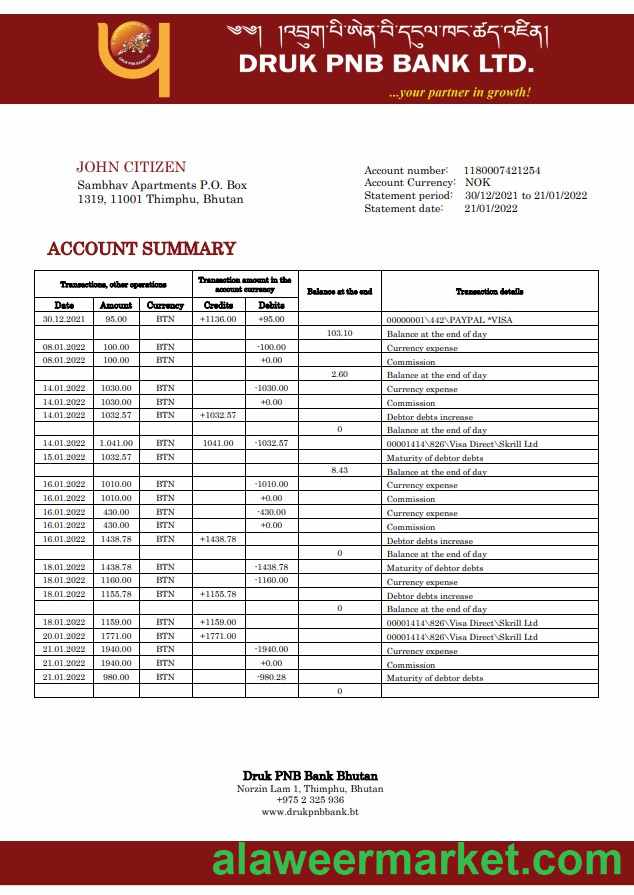 ༄༅། །འབྲུག་པི་ཨེན་བི་དངུལ་ཁང་ཚད་འཛིན།
DRUK PNB BANK LTD.
...your partner in growth!
DRUK PNB BANK LTD.
JOHN CITIZEN
Sambhav Apartments P.O. Box
1319, 11001 Thimphu, Bhutan
Account number: 1180007421254
Account Currency: NOK
Statement period: 30/12/2021 to 21/01/2022
Statement date: 21/01/2022
ACCOUNT SUMMARY
Transactions, other operations Transaction amount in the account currency Balance at the end Transaction details
Date Amount Currency Credits Debits
30.12.2021 95.00 BTN +1136.00 +95.00 00000001\442\PAYPAL *VISA
103.10 Balance at the end of day
08.01.2022 100.00 BTN -100.00 Currency expense
08.01.2022 100.00 BTN +0.00 Commission
2.60 Balance at the end of day
14.01.2022 1030.00 BTN -1030.00 Currency expense
14.01.2022 1030.00 BTN +0.00 Commission
14.01.2022 1032.57 BTN +1032.57 Debtor debts increase
0 Balance at the end of day
14.01.2022 1.041.00 BTN 1041.00 -1032.57 00001414\826\Visa Direct\Skrill Ltd
15.01.2022 1032.57 BTN Maturity of debtor debts
8.43 Balance at the end of day
16.01.2022 1010.00 BTN -1010.00 Currency expense
16.01.2022 1010.00 BTN +0.00 Commission
16.01.2022 430.00 BTN -430.00 Currency expense
16.01.2022 430.00 BTN +0.00 Commission
16.01.2022 1438.78 BTN +1438.78 Debtor debts increase
0 Balance at the end of day
18.01.2022 1438.78 BTN -1438.78 Maturity of debtor debts
18.01.2022 1160.00 BTN -1160.00 Currency expense
18.01.2022 1155.78 BTN +1155.78 Debtor debts increase
0 Balance at the end of day
18.01.2022 1159.00 BTN +1159.00 00001414\826\Visa Direct\Skrill Ltd
20.01.2022 1771.00 BTN +1771.00 00001414\826\Visa Direct\Skrill Ltd
21.01.2022 1940.00 BTN -1940.00 Currency expense
21.01.2022 1940.00 BTN +0.00 Commission
21.01.2022 980.00 BTN -980.28 Maturity of debtor debts
0
Druk PNB Bank Bhutan
Norzin Lam 1, Thimphu, Bhutan
+975 2 325 936
www.drukpnbbank.bt
alaweermarket.com